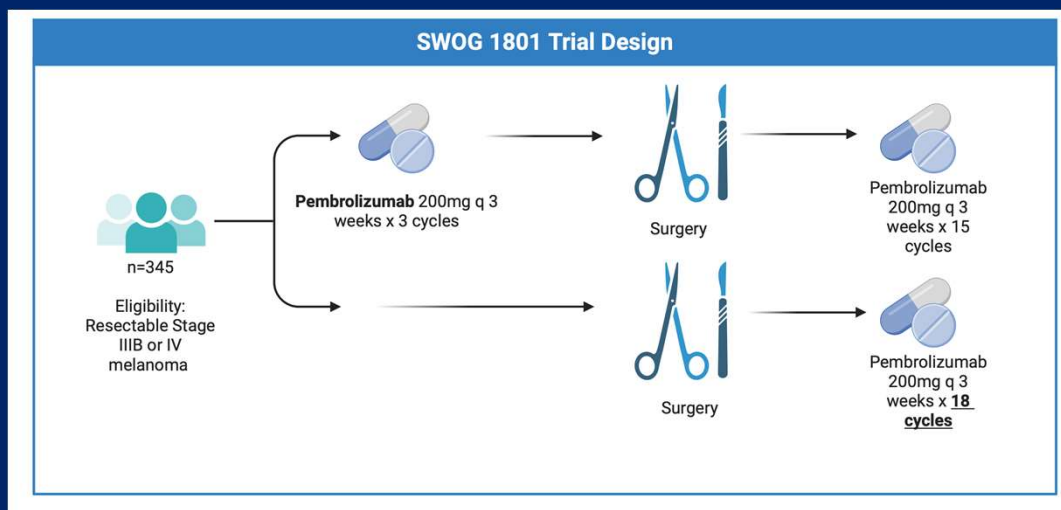 SWOG 1801 Trial Design
Pembrolizumab 200mg q 3
weeks x 3 cycles
Surgery
Pembrolizumab
200mg q 3
weeks x 15
cycles
n=345
Eligibility:
Resectable Stage
IIIB or IV
melanoma
Surgery
Pembrolizumab
200mg q 3
weeks x 18
cycles